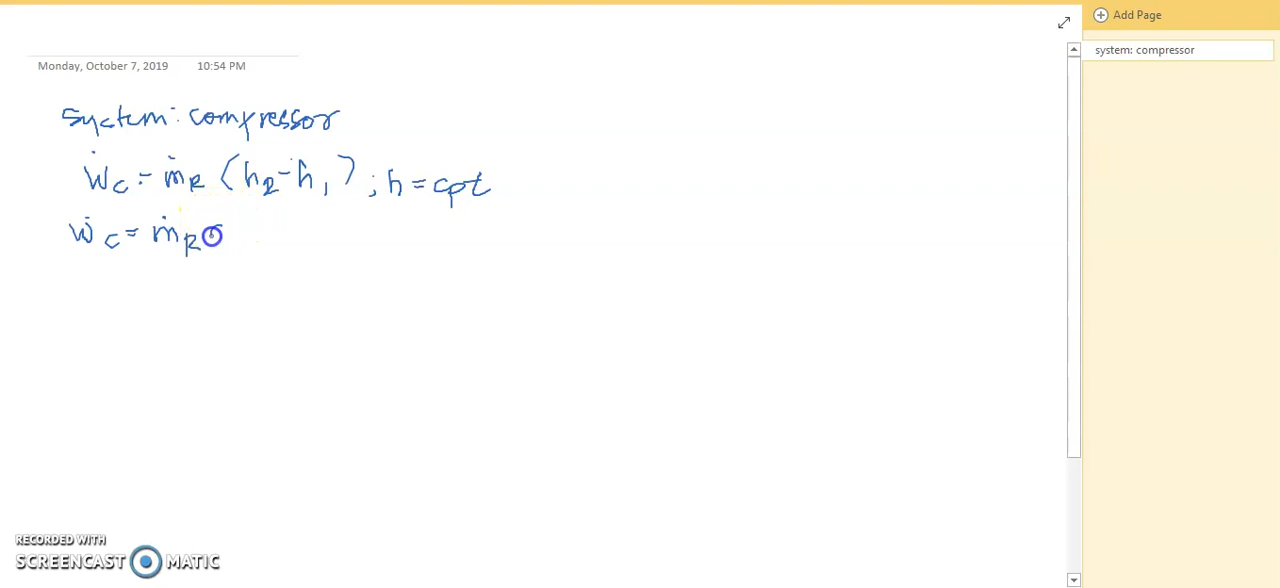 Add Page
system: compressor
Monday, October 7, 2019 10:54 PM
system: compressor
Ẇc = ṁR (h2 - h1) ; h = cpt
ẇc = ṁR
RECORDED WITH
SCREENCAST MATIC